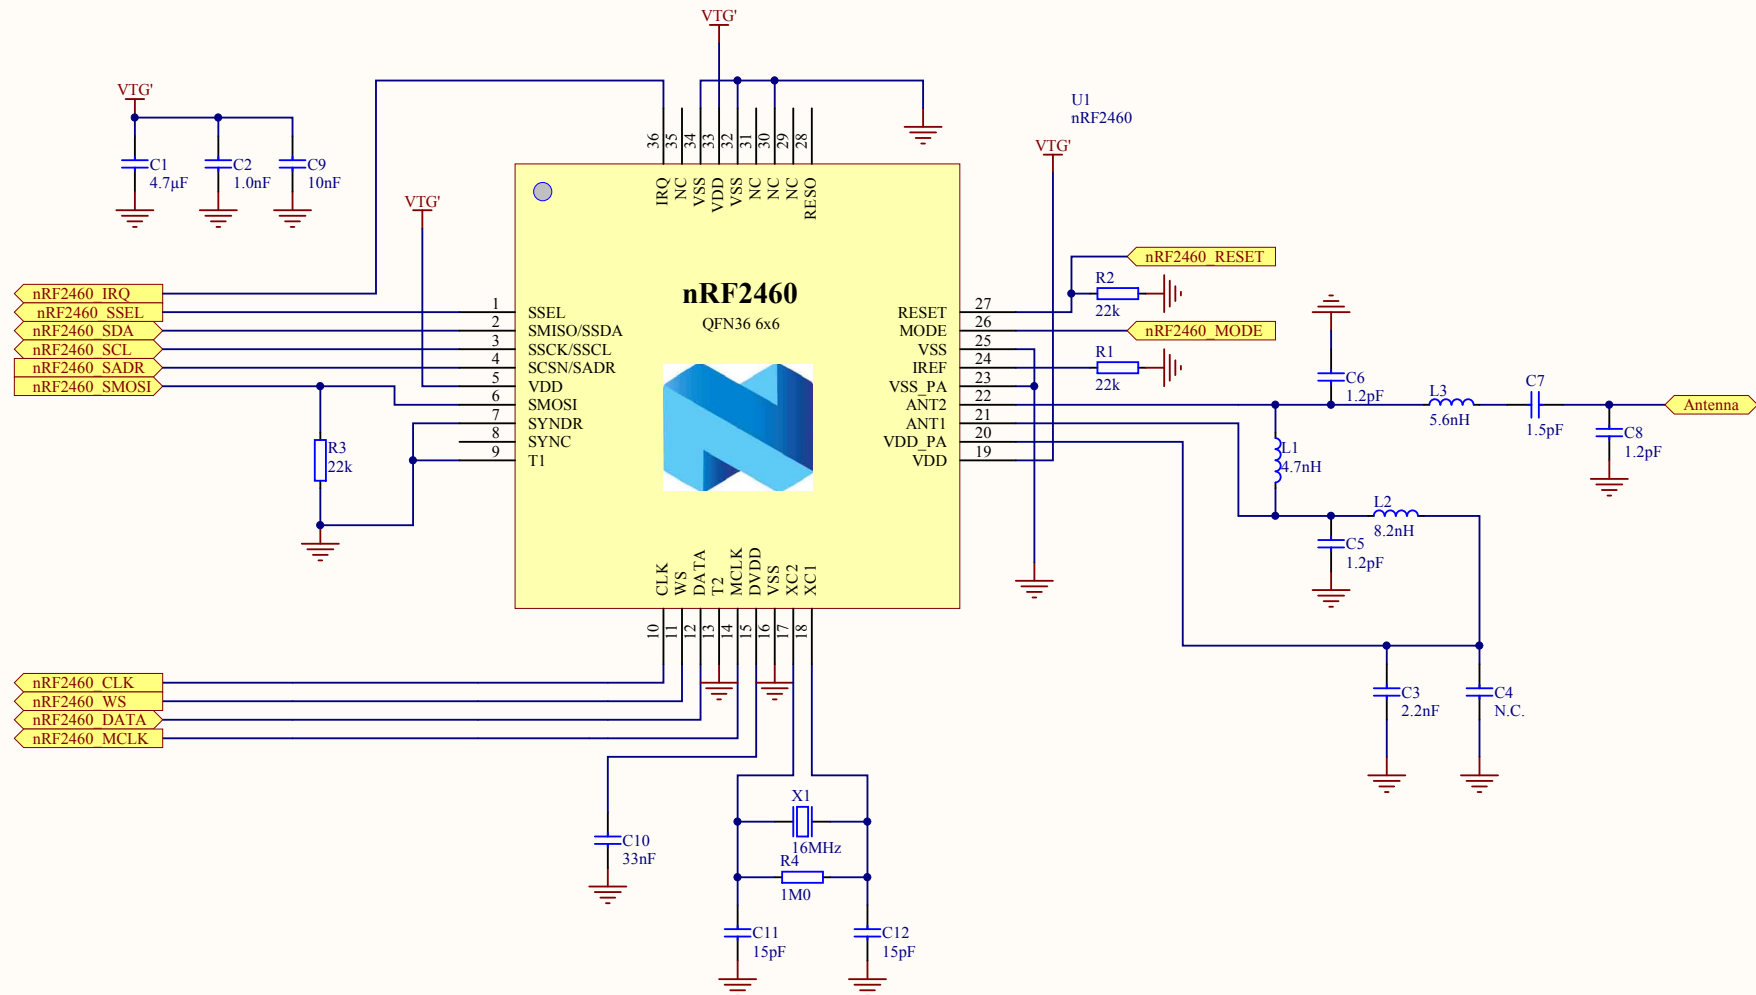 VTG'
VTG'
C1
4.7µF
C2
1.0nF
C9
10nF
VTG'
U1
nRF2460
VTG'
36
35
34
33
32
31
30
29
28
IRQ
NC
VSS
VDD
VSS
NC
NC
NC
RESO
nRF2460
QFN36 6x6
nRF2460_IRQ
nRF2460_SSEL
nRF2460_SDA
nRF2460_SCL
nRF2460_SADR
nRF2460_SMOSI
1 SSEL
2 SMISO/SSDA
3 SSCK/SSCL
4 SCSN/SADR
5 VDD
6 SMOSI
7 SYNDR
8 SYNC
9 T1
R3
22k
RESET 27
MODE 26
VSS 25
IREF 24
VSS_PA 23
ANT2 22
ANT1 21
VDD_PA 20
VDD 19
nRF2460_RESET
R2
22k
nRF2460_MODE
R1
22k
C6
1.2pF
L3
5.6nH
C7
1.5pF
Antenna
C8
1.2pF
L1
4.7nH
L2
8.2nH
C5
1.2pF
C3
2.2nF
C4
N.C.
CLK
WS
DATA
T2
MCLK
DVDD
VSS
XC2
XC1
10
11
12
13
14
15
16
17
18
nRF2460_CLK
nRF2460_WS
nRF2460_DATA
nRF2460_MCLK
C10
33nF
X1
16MHz
R4
1M0
C11
15pF
C12
15pF